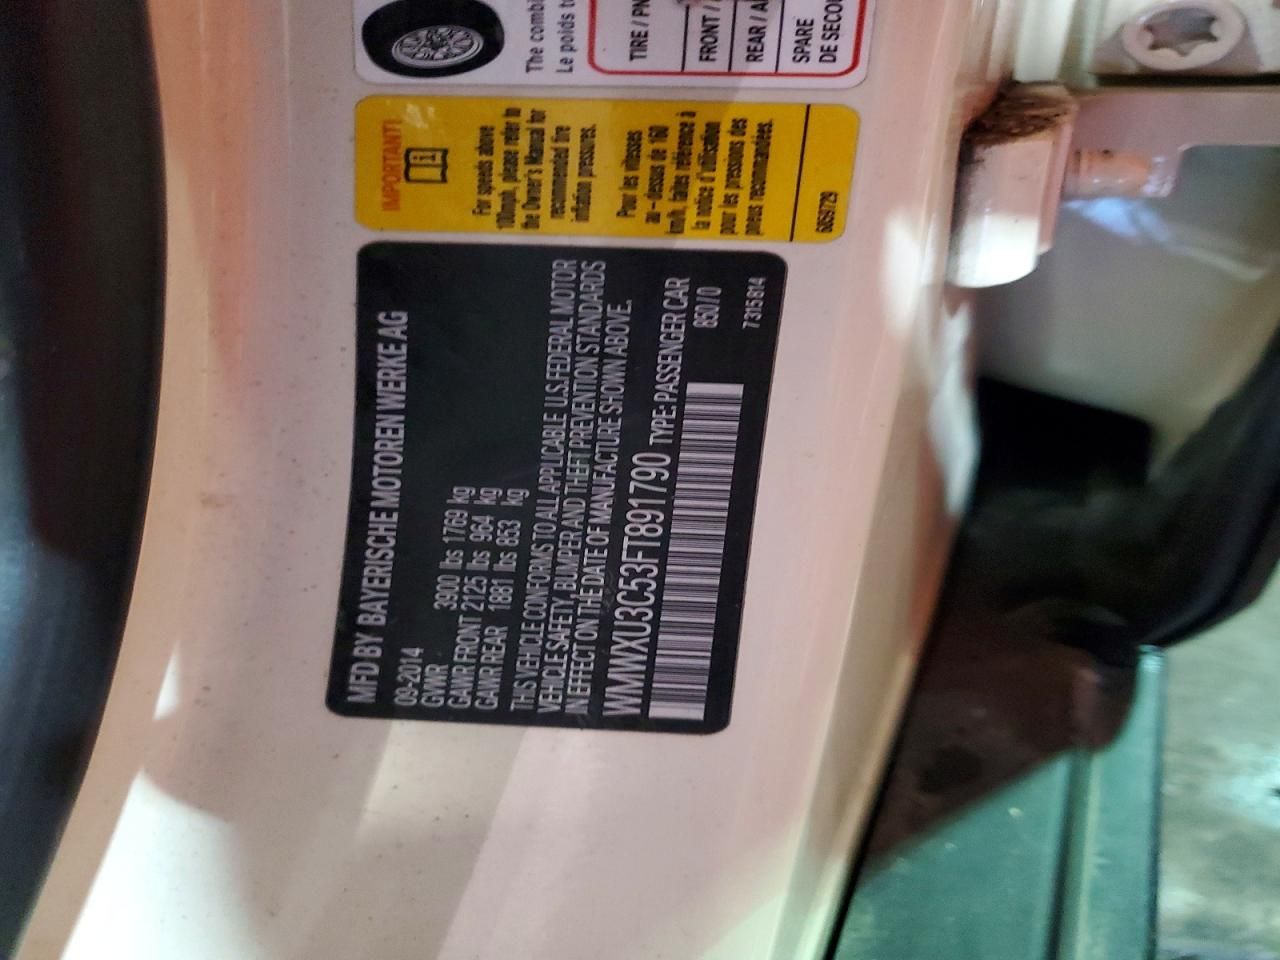 The combi
Le poids to
TIRE / PN
FRONT /
REAR / A
SPARE
DE SECOU
IMPORTANT!
For speeds above
100mph, please refer to
the Owner's Manual for
recommended tire
inflation pressures.
Pour les vitesses
au-dessus de 160
km/h, faites référence à
la notice d'utilisation
pour les pressions des
pneus recommandées.
6859729
MFD BY BAYERISCHE MOTOREN WERKE AG
09-2014
GVWR 3900 lbs 1769 kg
GAWR FRONT 2125 lbs 964 kg
GAWR REAR 1881 lbs 853 kg
THIS VEHICLE CONFORMS TO ALL APPLICABLE U.S.FEDERAL MOTOR
VEHICLE SAFETY, BUMPER AND THEFT PREVENTION STANDARDS
IN EFFECT ON THE DATE OF MANUFACTURE SHOWN ABOVE.
WMWXU3C53FT891790 TYPE: PASSENGER CAR
850/0
7 315 814